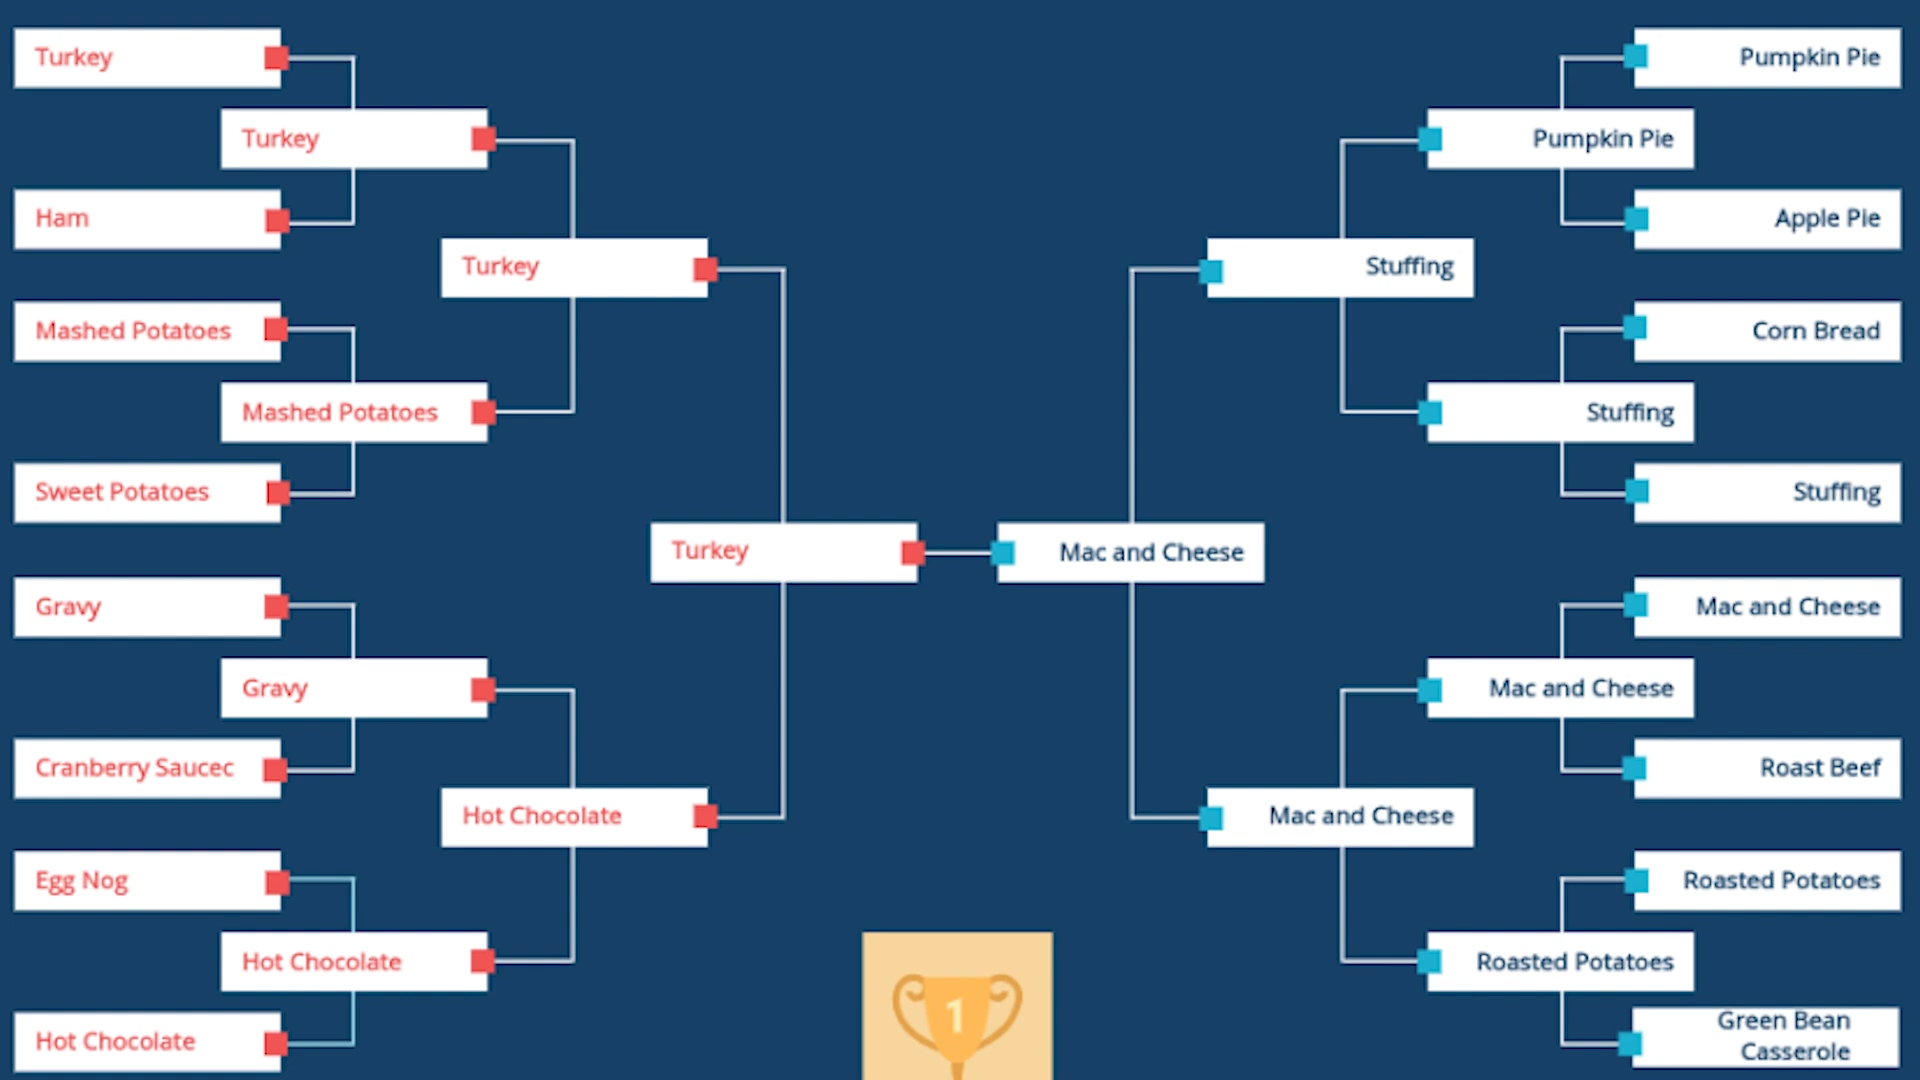 Turkey
Pumpkin Pie
Turkey
Pumpkin Pie
Ham
Apple Pie
Turkey
Stuffing
Mashed Potatoes
Corn Bread
Mashed Potatoes
Stuffing
Sweet Potatoes
Stuffing
Turkey
Mac and Cheese
Gravy
Mac and Cheese
Gravy
Mac and Cheese
Cranberry Saucec
Roast Beef
Hot Chocolate
Mac and Cheese
Egg Nog
Roasted Potatoes
Hot Chocolate
Roasted Potatoes
1
Hot Chocolate
Green Bean
Casserole